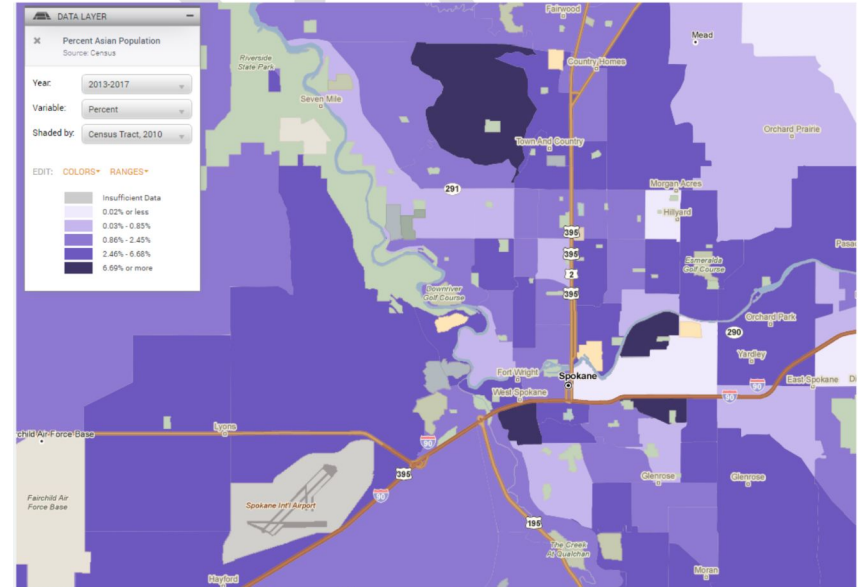 DATA LAYER
Percent Asian Population
Source: Census
Year:
2013-2017
Variable:
Percent
Shaded by:
Census Tract, 2010
EDIT: COLORS RANGES
Insufficient Data
0.02% or less
0.03% - 0.85%
0.86% - 2.45%
2.46% - 6.68%
6.69% or more
Fairwood
Mead
Riverside
State Park
Country Homes
Seven Mile
Orchard Prairie
Town And Country
291
Morgan Acres
Hillyard
395
395
2
395
Esmeralda
Golf Course
Downriver
Golf Course
Orchard Park
290
Yardley
Fort Wright
Spokane
East Spokane
West Spokane
90
90
Lyons
90
395
90
Fairchild Air
Force Base
Spokane Int'l Airport
Glenrose
Glenrose
195
The Creek
At Qualchan
Moran
Hayford